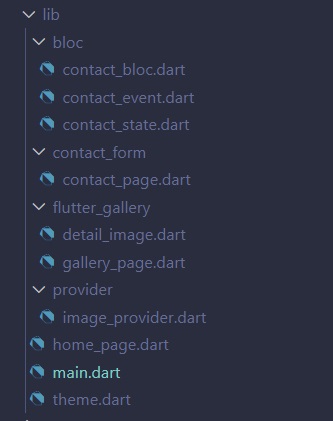 lib
bloc
contact_bloc.dart
contact_event.dart
contact_state.dart
contact_form
contact_page.dart
flutter_gallery
detail_image.dart
gallery_page.dart
provider
image_provider.dart
home_page.dart
main.dart
theme.dart